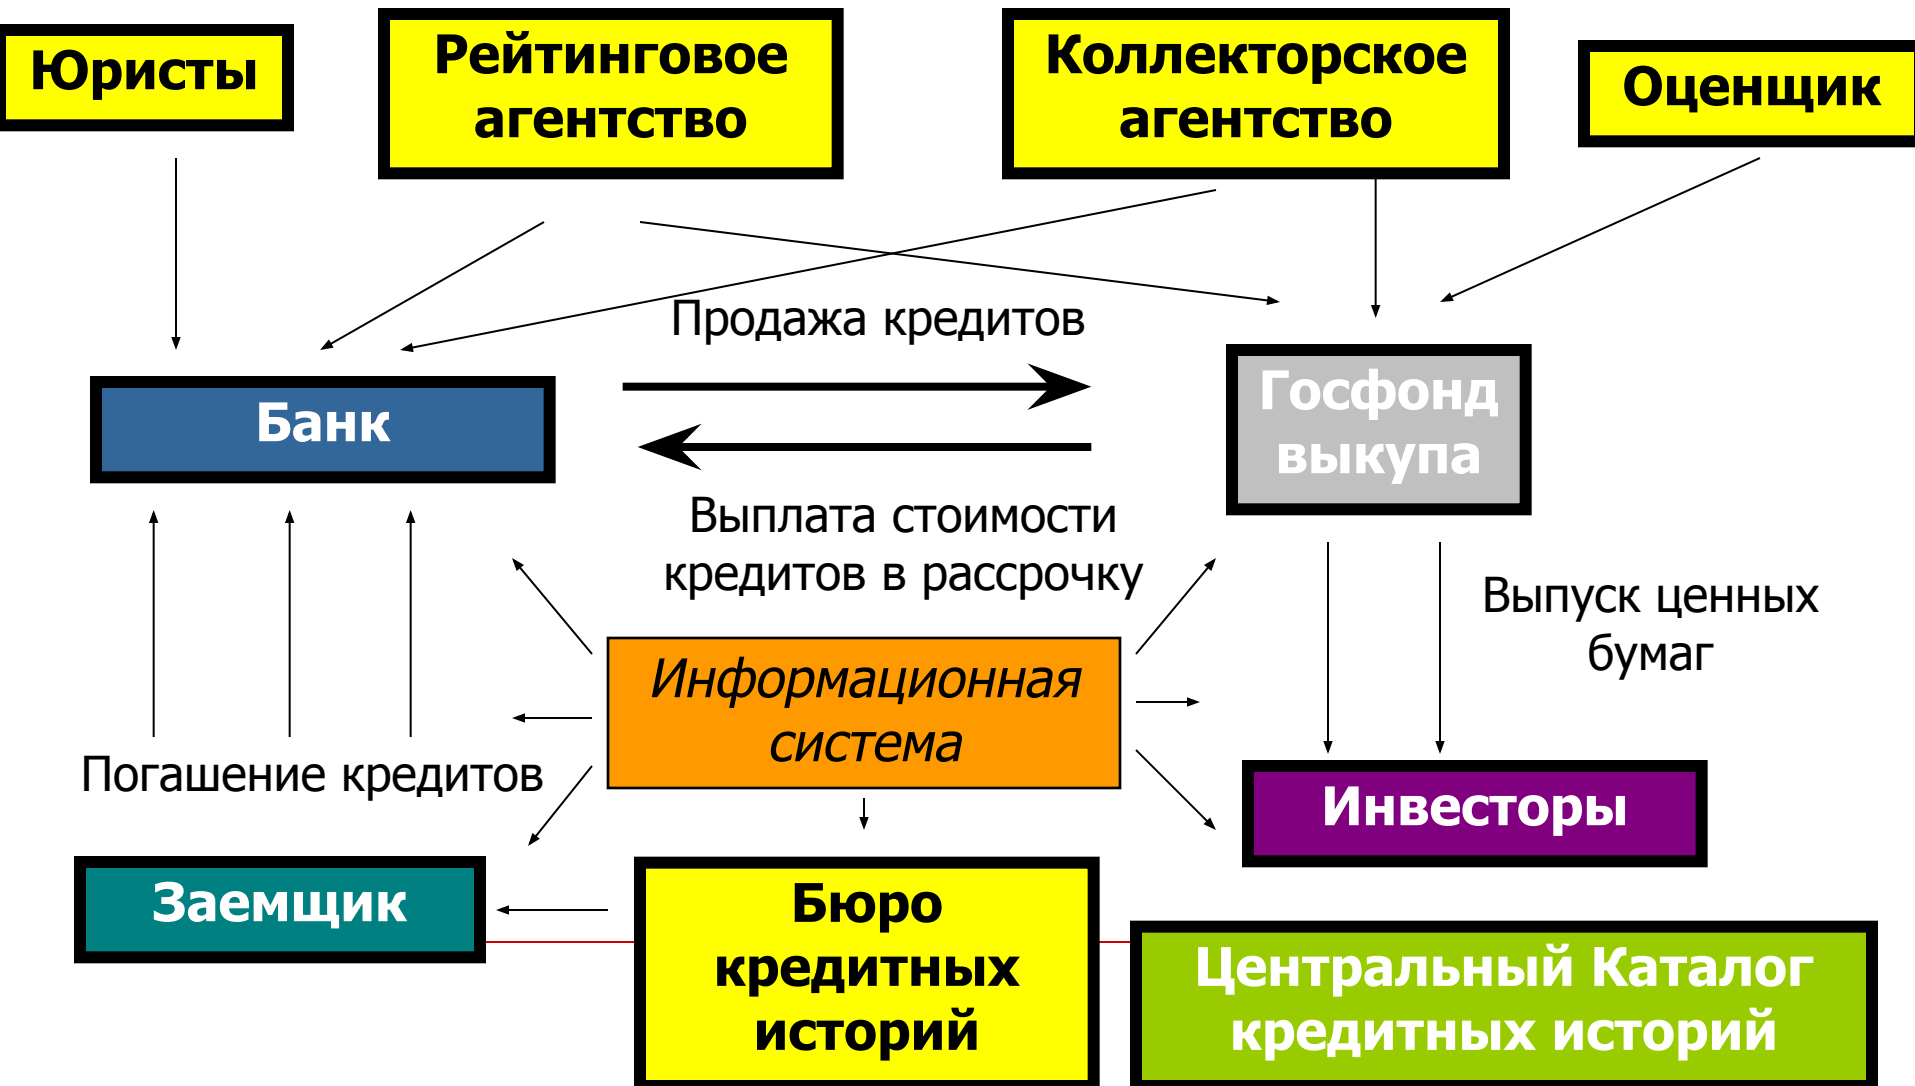 Юристы
Рейтинговое
агентство
Коллекторское
агентство
Оценщик
Продажа кредитов
Банк
Госфонд
выкупа
Выплата стоимости
кредитов в рассрочку
Выпуск ценных
бумаг
Информационная
система
Погашение кредитов
Инвесторы
Заемщик
Бюро
кредитных
историй
Центральный Каталог
кредитных историй